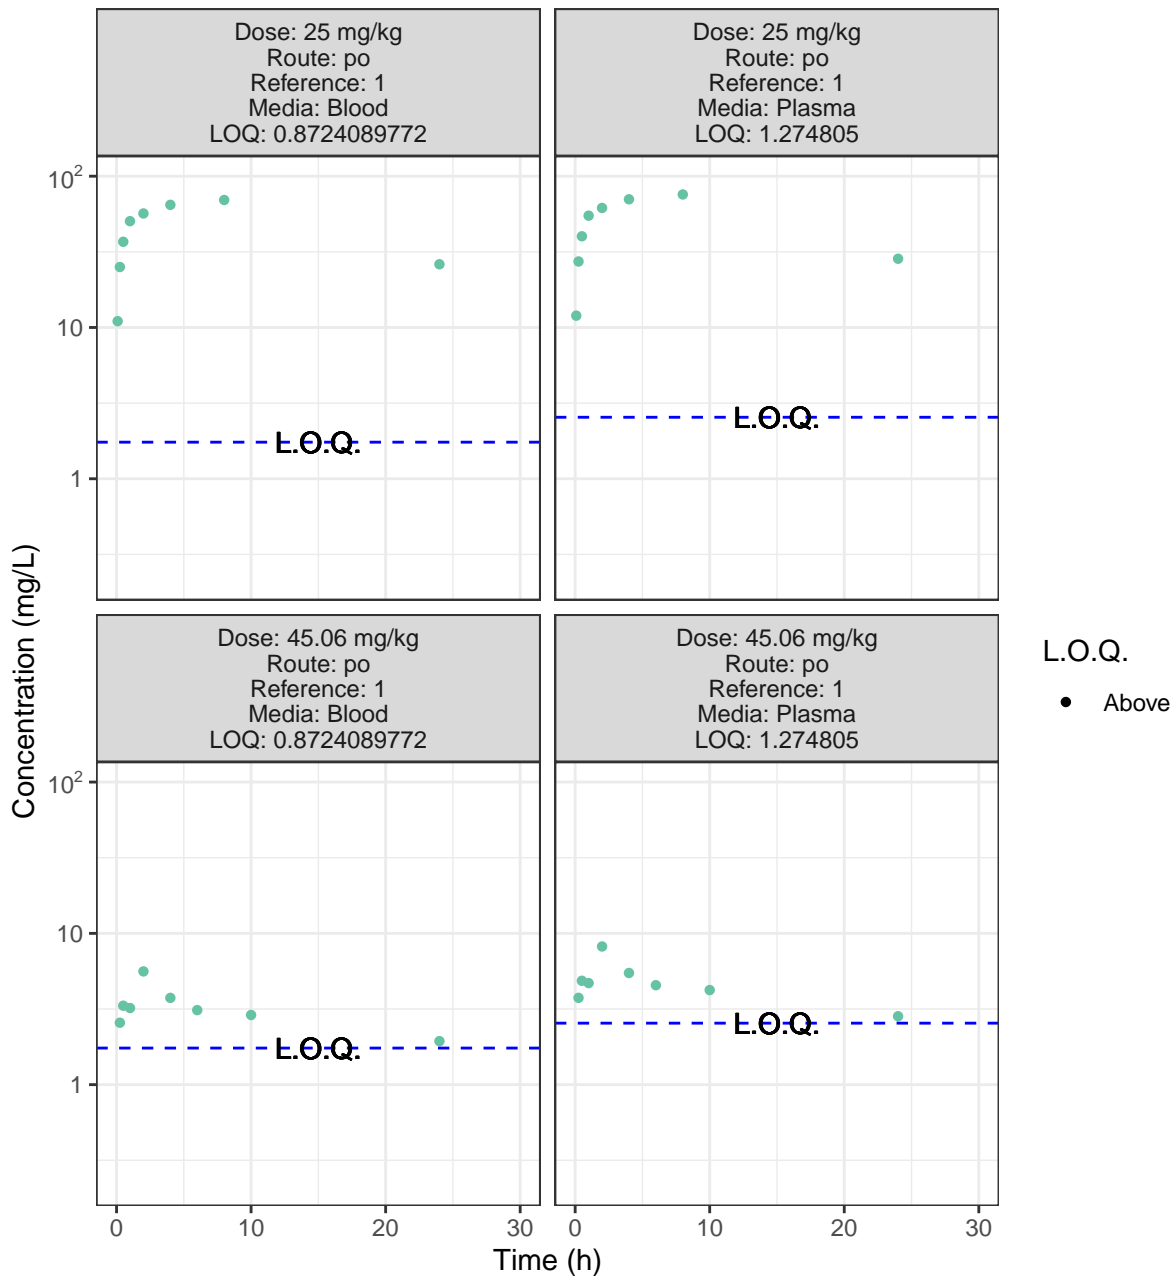 Dose: 25 mg/kg
Route: po
Reference: 1
Media: Blood
LOQ: 0.8724089772
Dose: 25 mg/kg
Route: po
Reference: 1
Media: Plasma
LOQ: 1.274805
10²
10
1
L.O.Q.
L.O.Q.
Concentration (mg/L)
Dose: 45.06 mg/kg
Route: po
Reference: 1
Media: Blood
LOQ: 0.8724089772
Dose: 45.06 mg/kg
Route: po
Reference: 1
Media: Plasma
LOQ: 1.274805
10²
10
1
L.O.Q.
L.O.Q.
0 10 20 30
0 10 20 30
Time (h)
L.O.Q.
Above